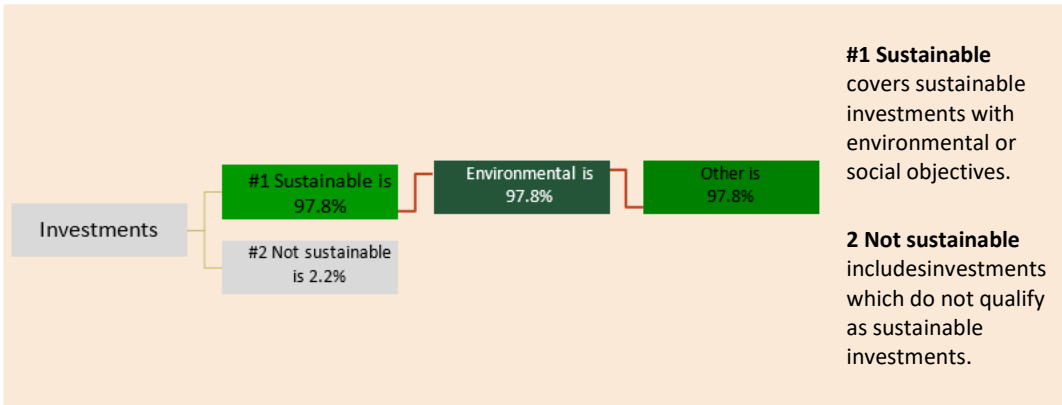 Investments
#1 Sustainable is
97.8%
#2 Not sustainable
is 2.2%
Environmental is
97.8%
Other is
97.8%
#1 Sustainable
covers sustainable
investments with
environmental or
social objectives.
2 Not sustainable
includesinvestments
which do not qualify
as sustainable
investments.